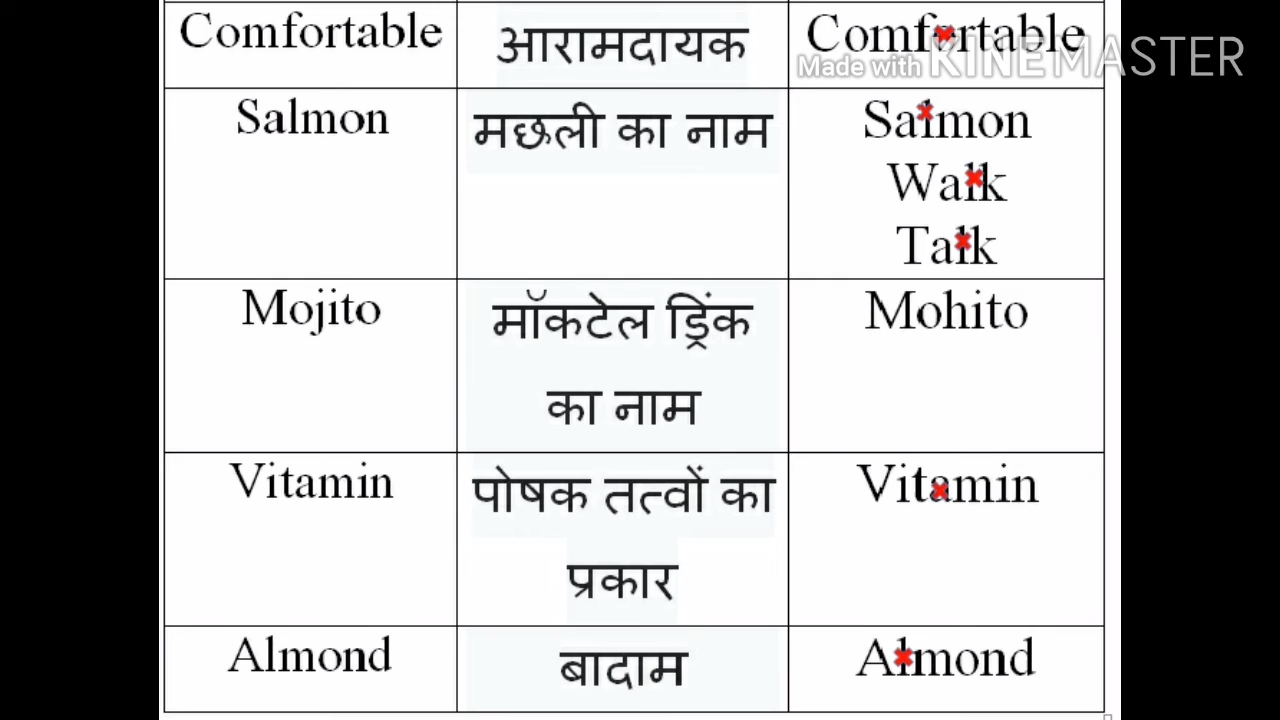 Comfortable आरामदायक Comfortable
Made with KINEMASTER
Salmon मछली का नाम Salmon
Walk
Talk
Mojito मॉकटेल ड्रिंक Mohito
का नाम
Vitamin पोषक तत्वों का Vitamin
प्रकार
Almond बादाम Almond